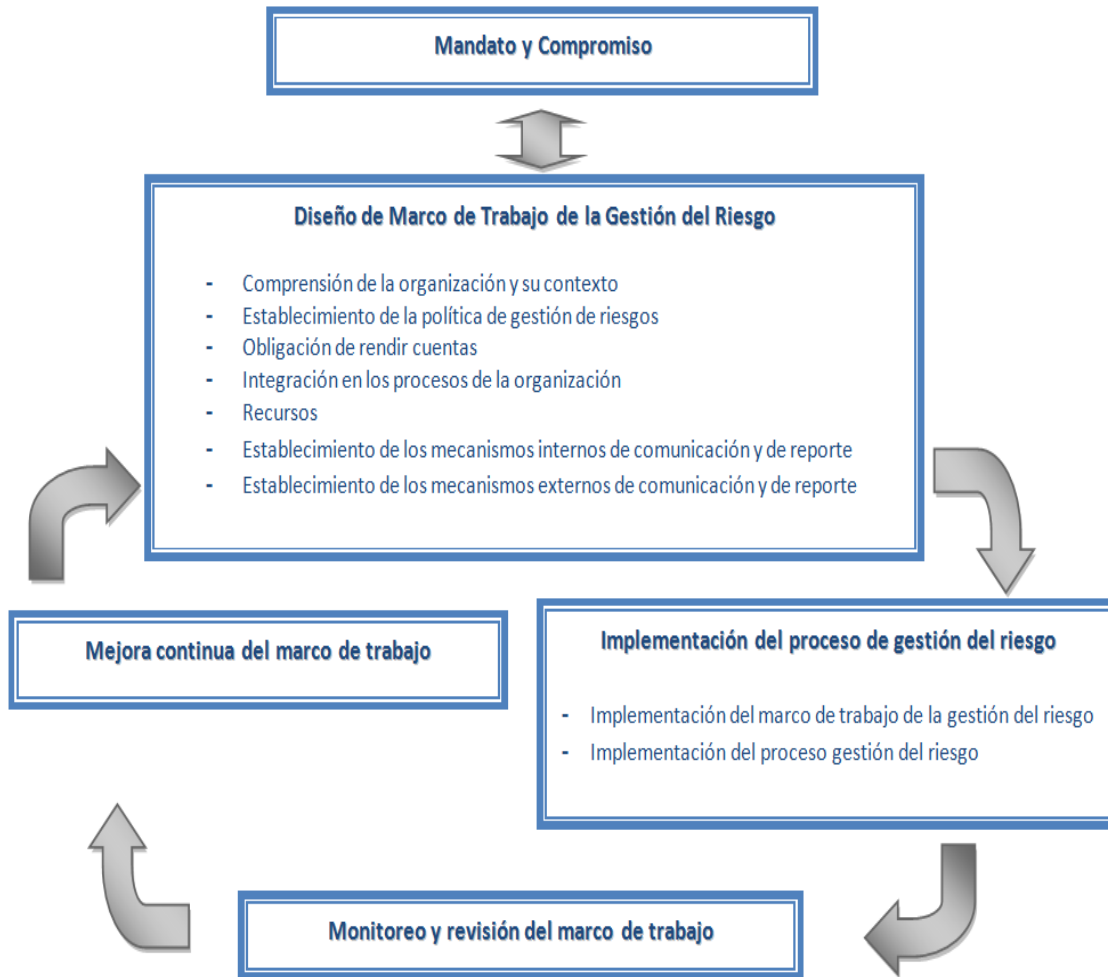 Mandato y Compromiso
Diseño de Marco de Trabajo de la Gestión del Riesgo
- Comprensión de la organización y su contexto
- Establecimiento de la política de gestión de riesgos
- Obligación de rendir cuentas
- Integración en los procesos de la organización
- Recursos
- Establecimiento de los mecanismos internos de comunicación y de reporte
- Establecimiento de los mecanismos externos de comunicación y de reporte
Mejora continua del marco de trabajo
Implementación del proceso de gestión del riesgo
- Implementación del marco de trabajo de la gestión del riesgo
- Implementación del proceso gestión del riesgo
Monitoreo y revisión del marco de trabajo